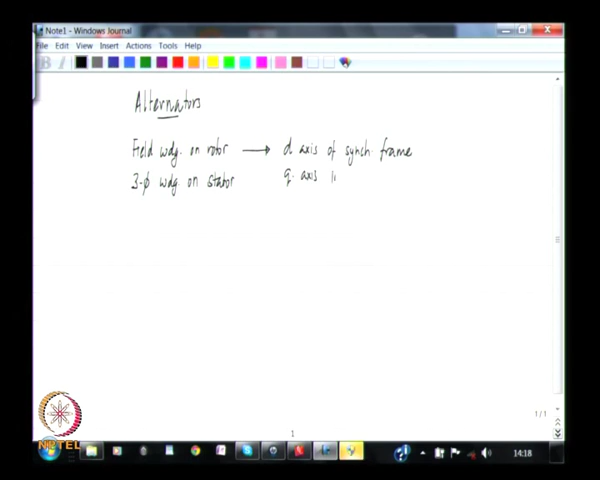 Note1 - Windows Journal
File Edit View Insert Actions Tools Help
Alternators
Field wdg. on rotor → d axis of synch. frame
3-ϕ wdg. on stator q axis "
1/1
1
NPTEL
14:18